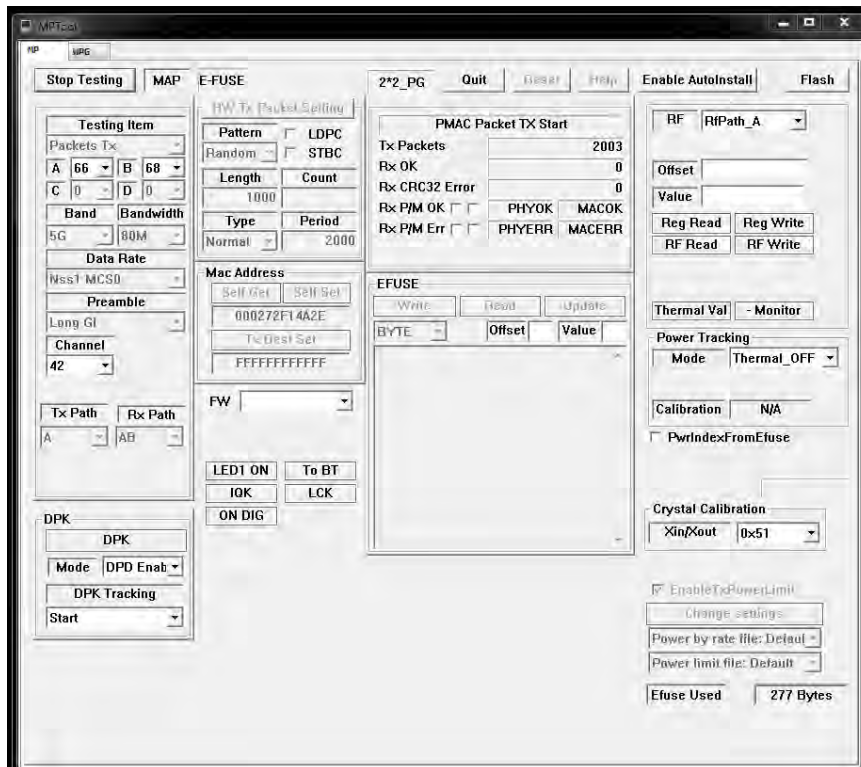 MPTool
MP
MPG
Stop Testing MAP E-FUSE 2*2_PG Quit Reset Help Enable AutoInstall Flash
Testing Item
Packets Tx
A 66 B 68
C 0 D 0
Band Bandwidth
5G 80M
Data Rate
Nss1 MCS0
Preamble
Long GI
Channel
42
Tx Path Rx Path
A AB
DPK
DPK
Mode DPD Enab
DPK Tracking
Start
HW Tx Packet Setting
Pattern LDPC
Random STBC
Length Count
1000
Type Period
Normal 2000
Mac Address
Self Get Self Set
000272F14A2E
Tx Dest Set
FFFFFFFFFFFF
FW
LED1 ON To BT
IQK LCK
ON DIG
PMAC Packet TX Start
Tx Packets 2003
Rx OK 0
Rx CRC32 Error 0
Rx P/M OK PHYOK MACOK
Rx P/M Err PHYERR MACERR
EFUSE
Write Read Update
BYTE Offset Value
RF RfPath_A
Offset
Value
Reg Read Reg Write
RF Read RF Write
Thermal Val - Monitor
Power Tracking
Mode Thermal_OFF
Calibration N/A
PwrIndexFromEfuse
Crystal Calibration
Xin/Xout 0x51
EnableTxPowerLimit
Change settings
Power by rate file: Defaul
Power limit file: Default
Efuse Used 277 Bytes